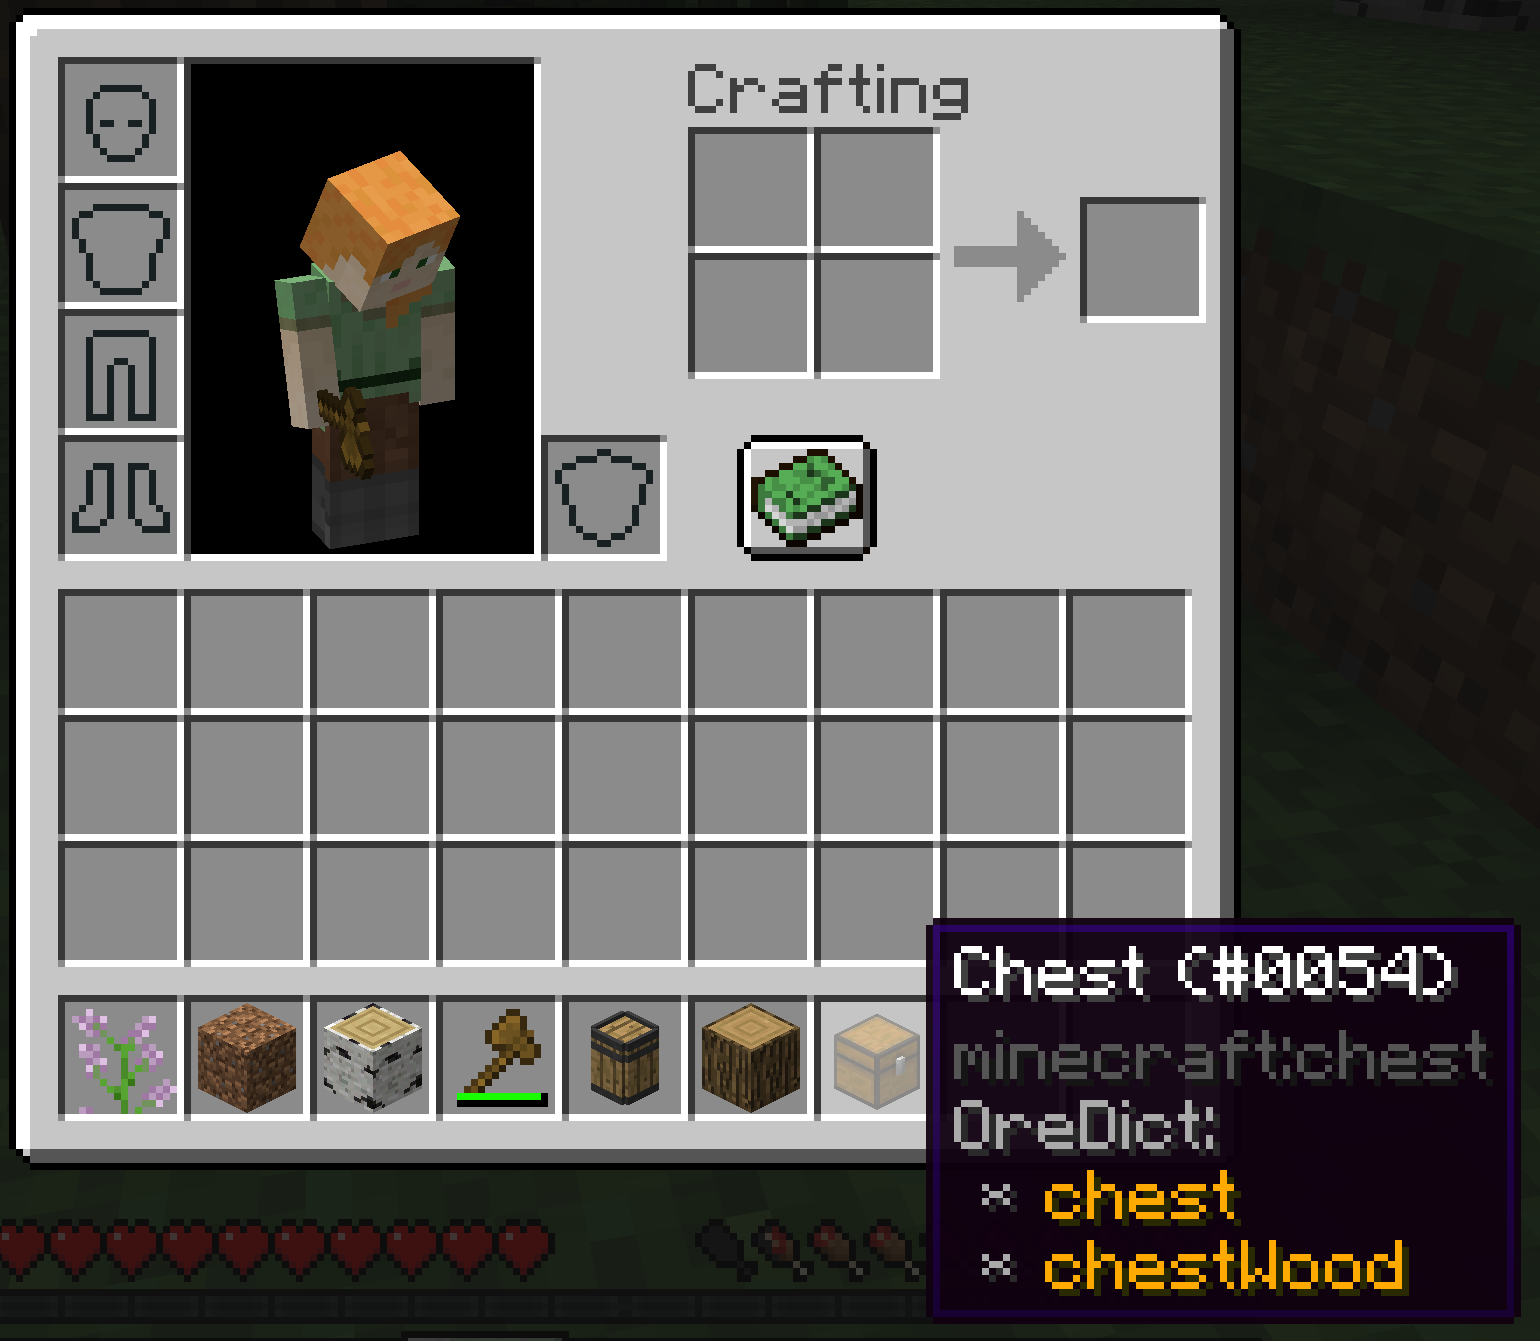 Crafting
Chest (#0054)
minecraft:chest
OreDict:
* chest
* chestWood